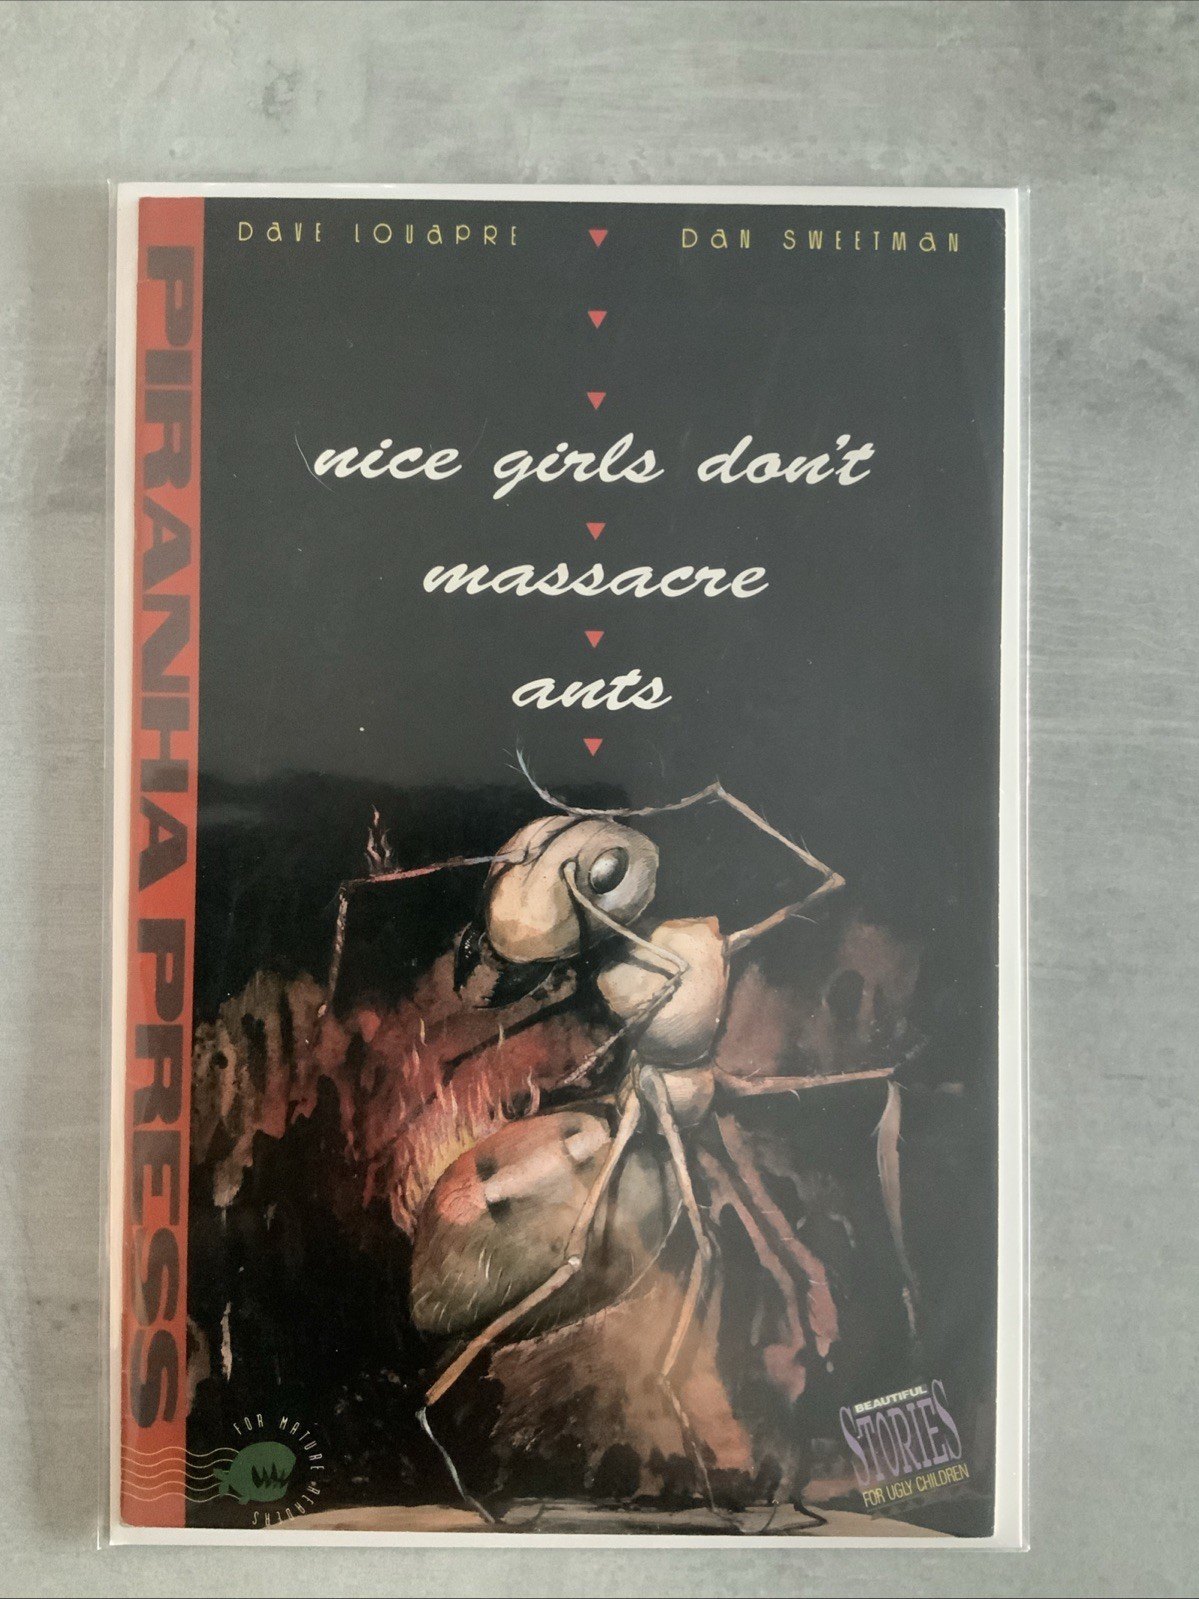 DAVE LOUAPRE DAN SWEETMAN
PIRANHA PRESS
nice girls don't
massacre
ants
FOR MATURE READERS
BEAUTIFUL
STORIES
FOR UGLY CHILDREN